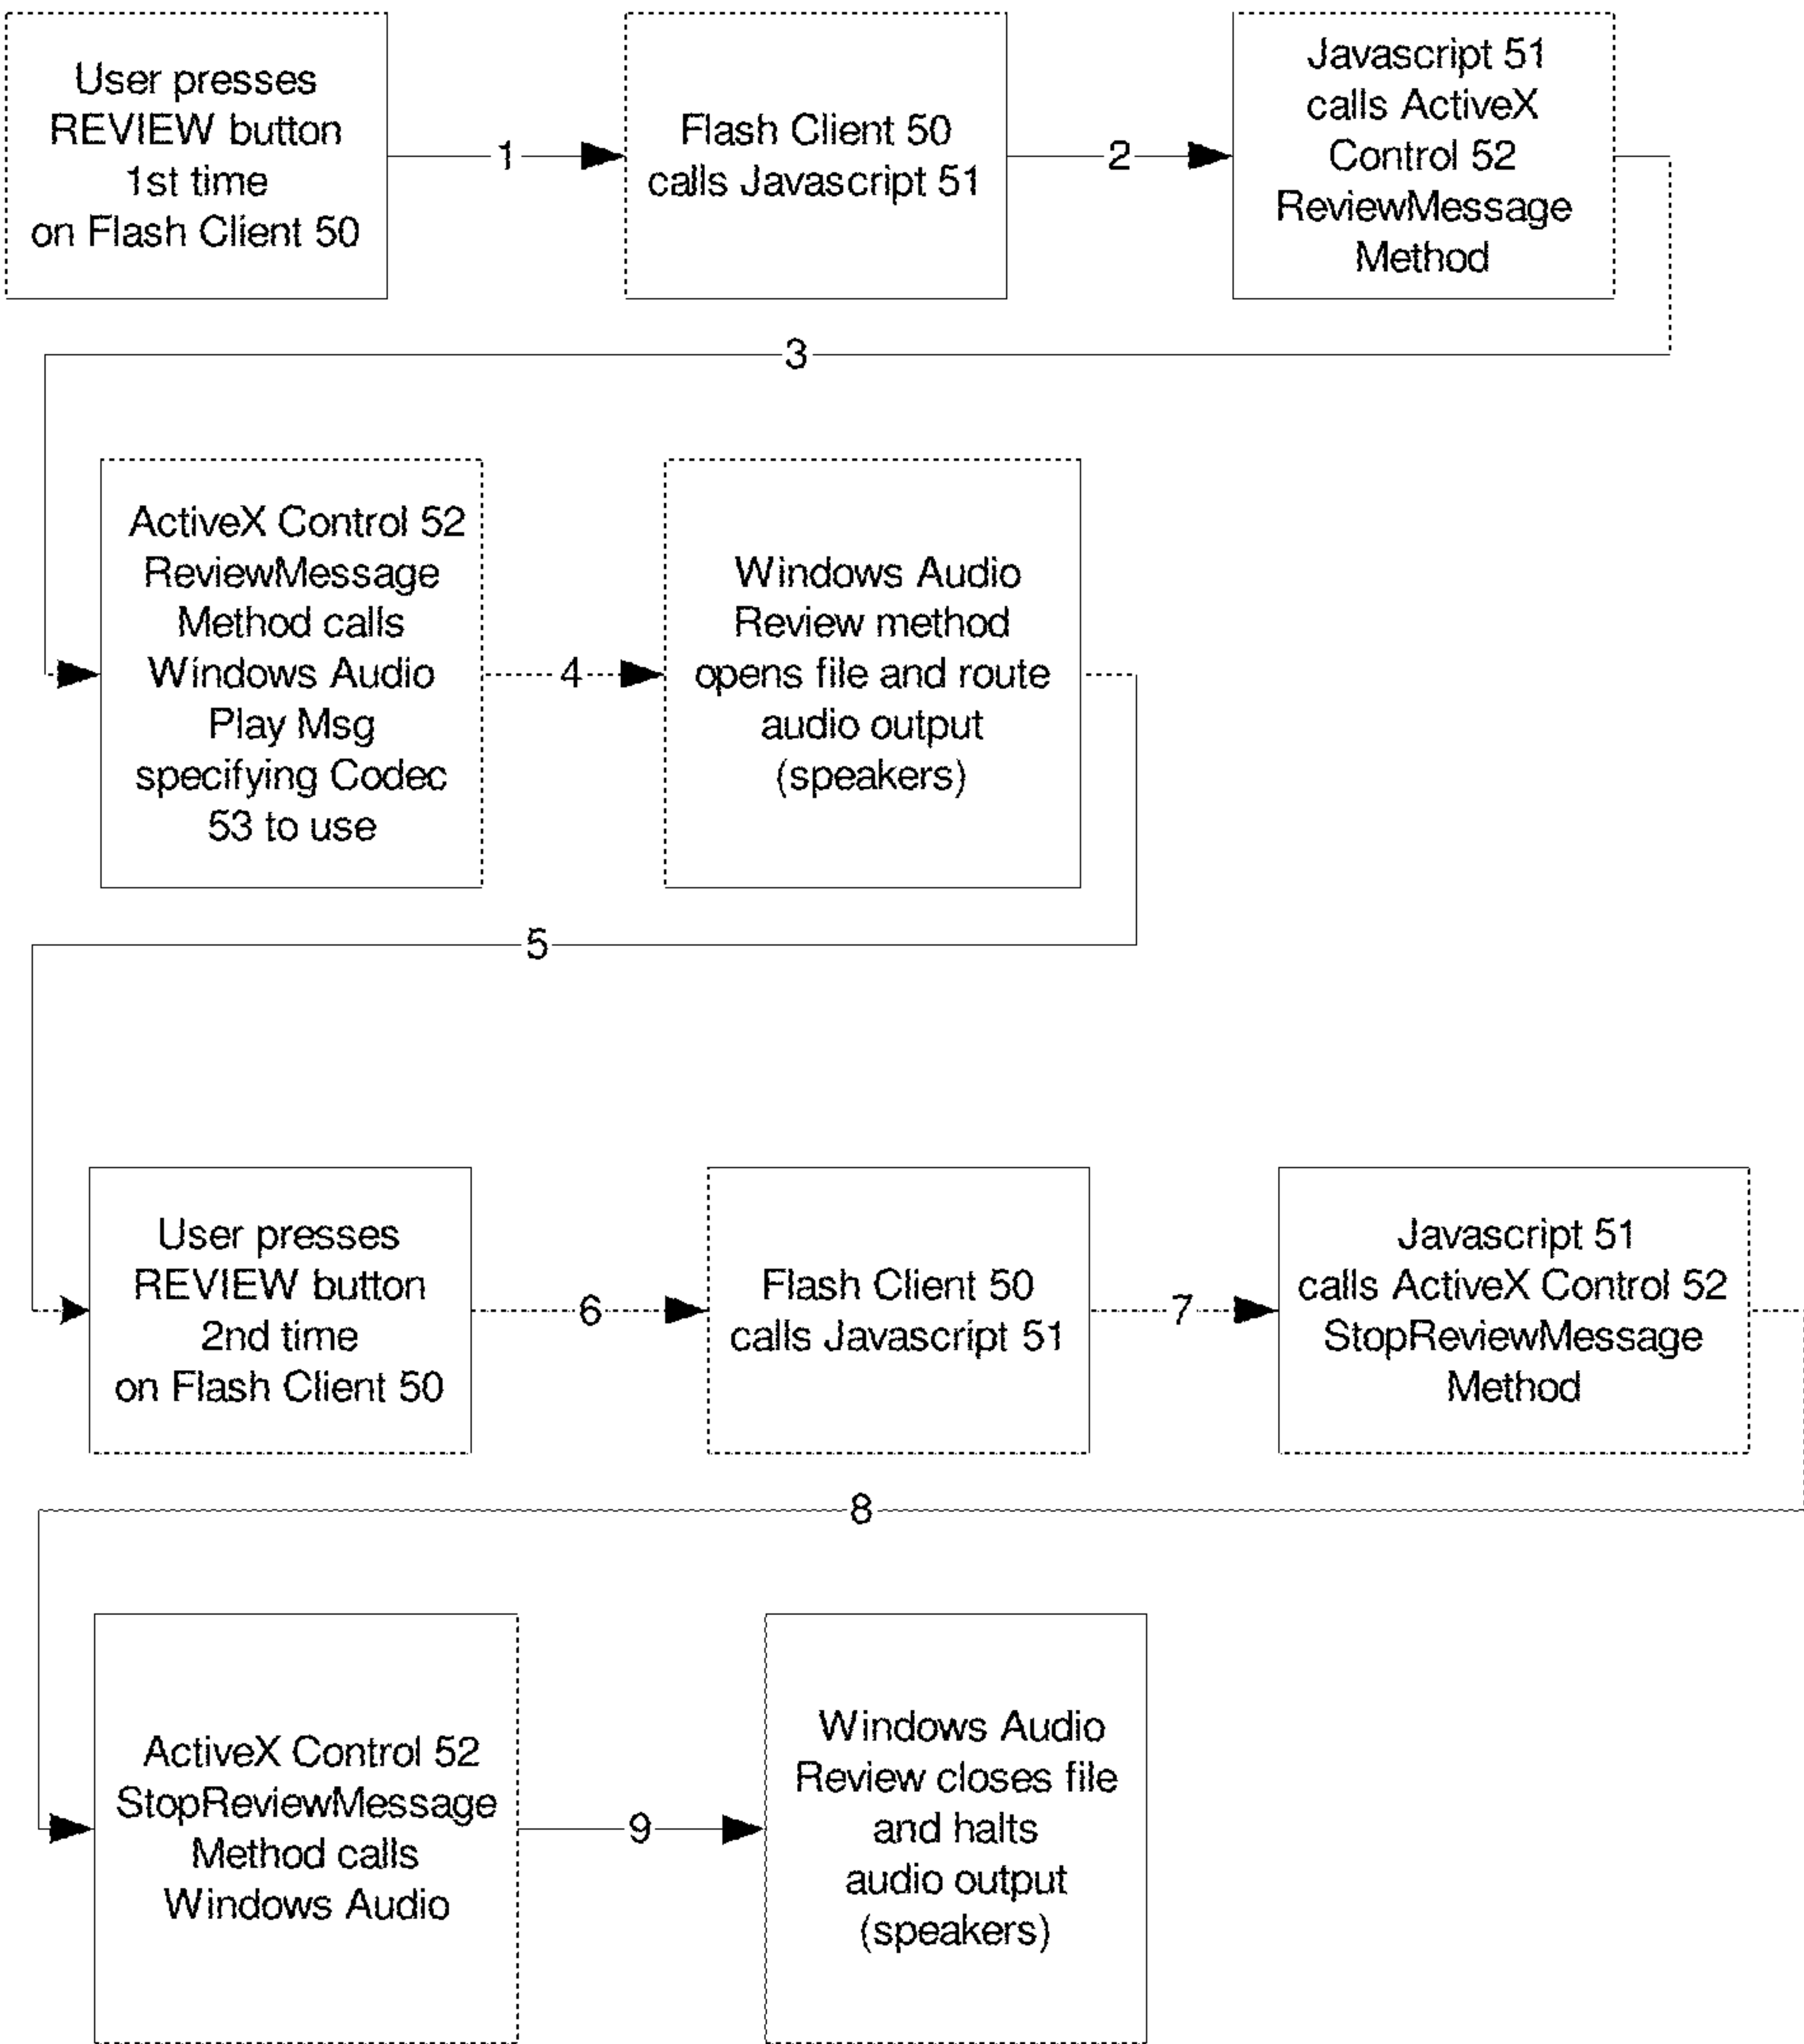 User presses
REVIEW button
1st time
on Flash Client 50
1
Flash Client 50
calls Javascript 51
2
Javascript 51
calls ActiveX
Control 52
ReviewMessage
Method
3
ActiveX Control 52
ReviewMessage
Method calls
Windows Audio
Play Msg
specifying Codec
53 to use
4
Windows Audio
Review method
opens file and route
audio output
(speakers)
5
User presses
REVIEW button
2nd time
on Flash Client 50
6
Flash Client 50
calls Javascript 51
7
Javascript 51
calls ActiveX Control 52
StopReviewMessage
Method
8
ActiveX Control 52
StopReviewMessage
Method calls
Windows Audio
9
Windows Audio
Review closes file
and halts
audio output
(speakers)